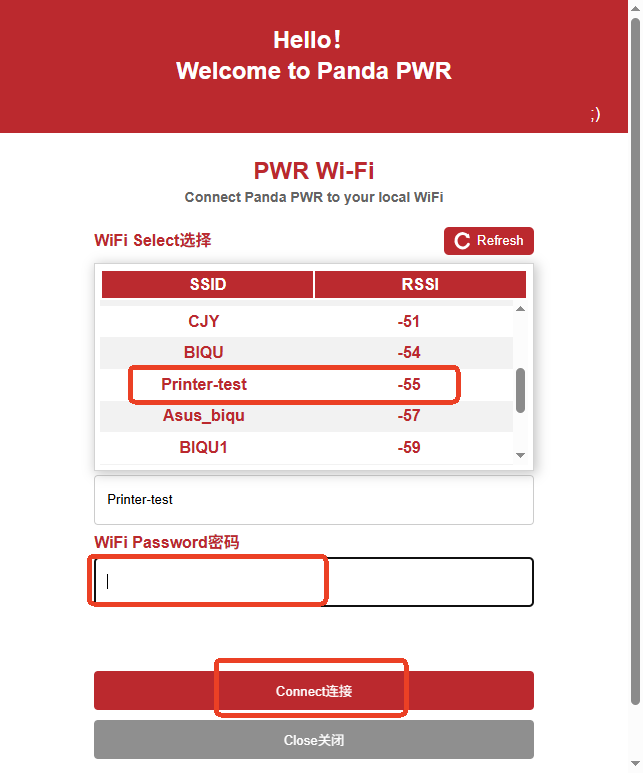 Hello!
Welcome to Panda PWR
;)
PWR Wi-Fi
Connect Panda PWR to your local WiFi
WiFi Select选择
Refresh
SSID RSSI
CJY -51
BIQU -54
Printer-test -55
Asus_biqu -57
BIQU1 -59
Printer-test
WiFi Password密码
Connect连接
Close关闭